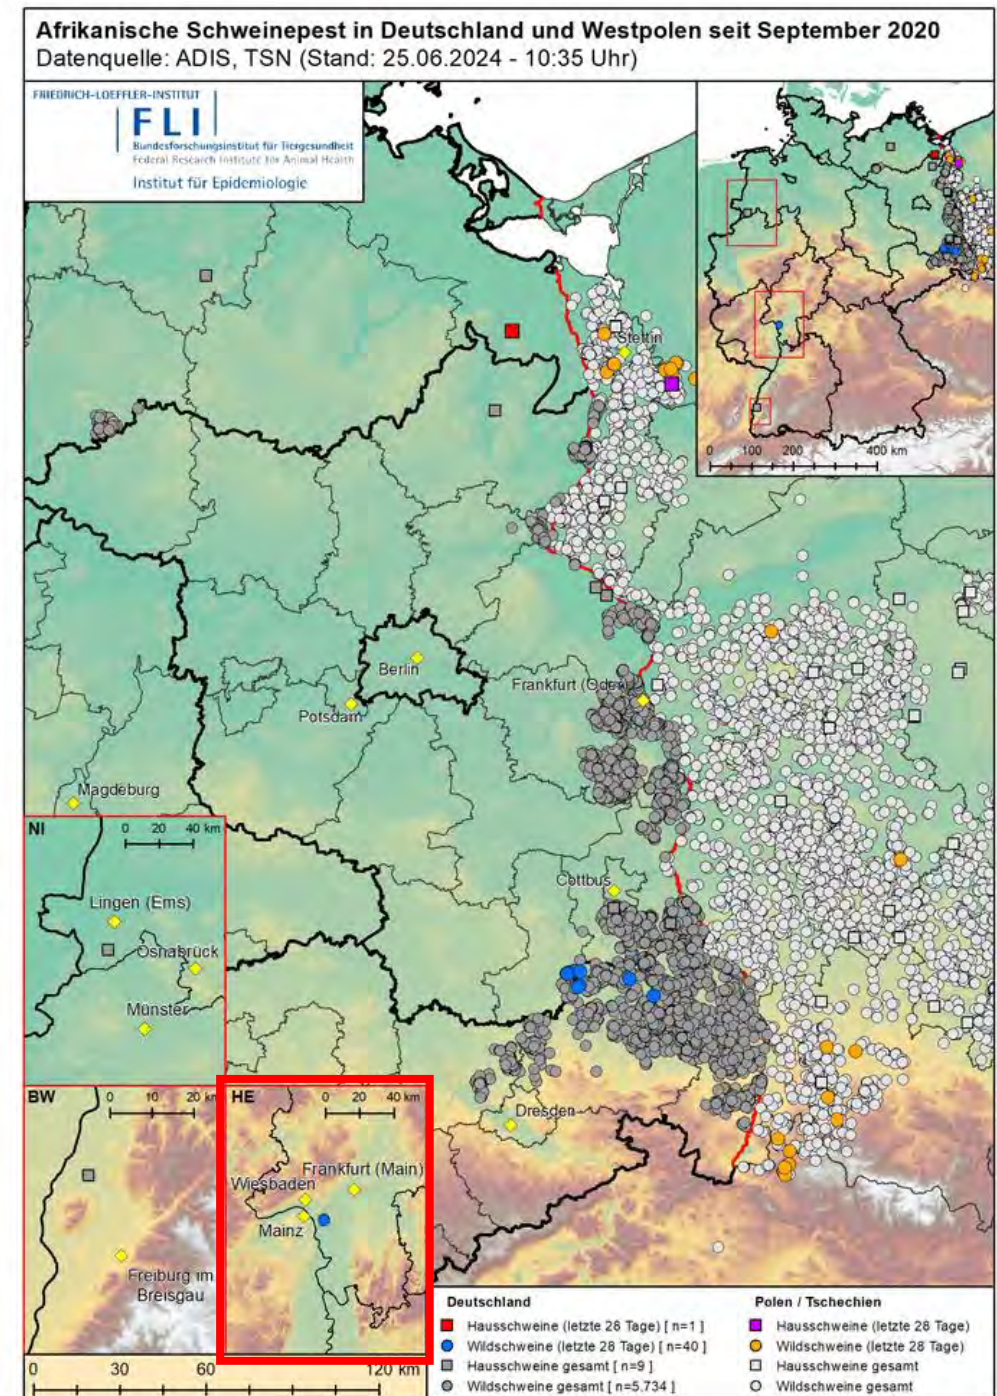 Afrikanische Schweinepest in Deutschland und Westpolen seit September 2020
Datenquelle: ADIS, TSN (Stand: 25.06.2024 - 10:35 Uhr)
FRIEDRICH-LOEFFLER-INSTITUT
FLI
Bundesforschungsinstitut für Tiergesundheit
Federal Research Institute for Animal Health
Institut für Epidemiologie
0 100 200 400 km
Stettin
Berlin
Potsdam
Frankfurt (Oder)
Magdeburg
Cottbus
Dresden
NI
0 20 40 km
Lingen (Ems)
Osnabrück
Münster
BW
0 10 20 km
Freiburg im
Breisgau
HE
0 20 40 km
Frankfurt (Main)
Wiesbaden
Mainz
0 30 60 120 km
Deutschland
Hausschweine (letzte 28 Tage) [ n=1 ]
Wildschweine (letzte 28 Tage) [ n=40 ]
Hausschweine gesamt [ n=9 ]
Wildschweine gesamt [ n=5.734 ]
Polen / Tschechien
Hausschweine (letzte 28 Tage)
Wildschweine (letzte 28 Tage)
Hausschweine gesamt
Wildschweine gesamt